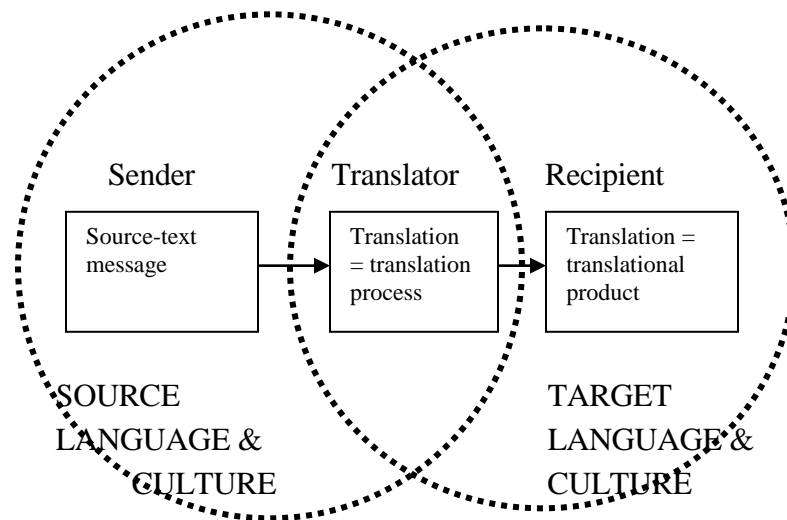 Sender
Translator
Recipient
Source-text
message
Translation
= translation
process
Translation =
translational
product
SOURCE
LANGUAGE &
CULTURE
TARGET
LANGUAGE &
CULTURE